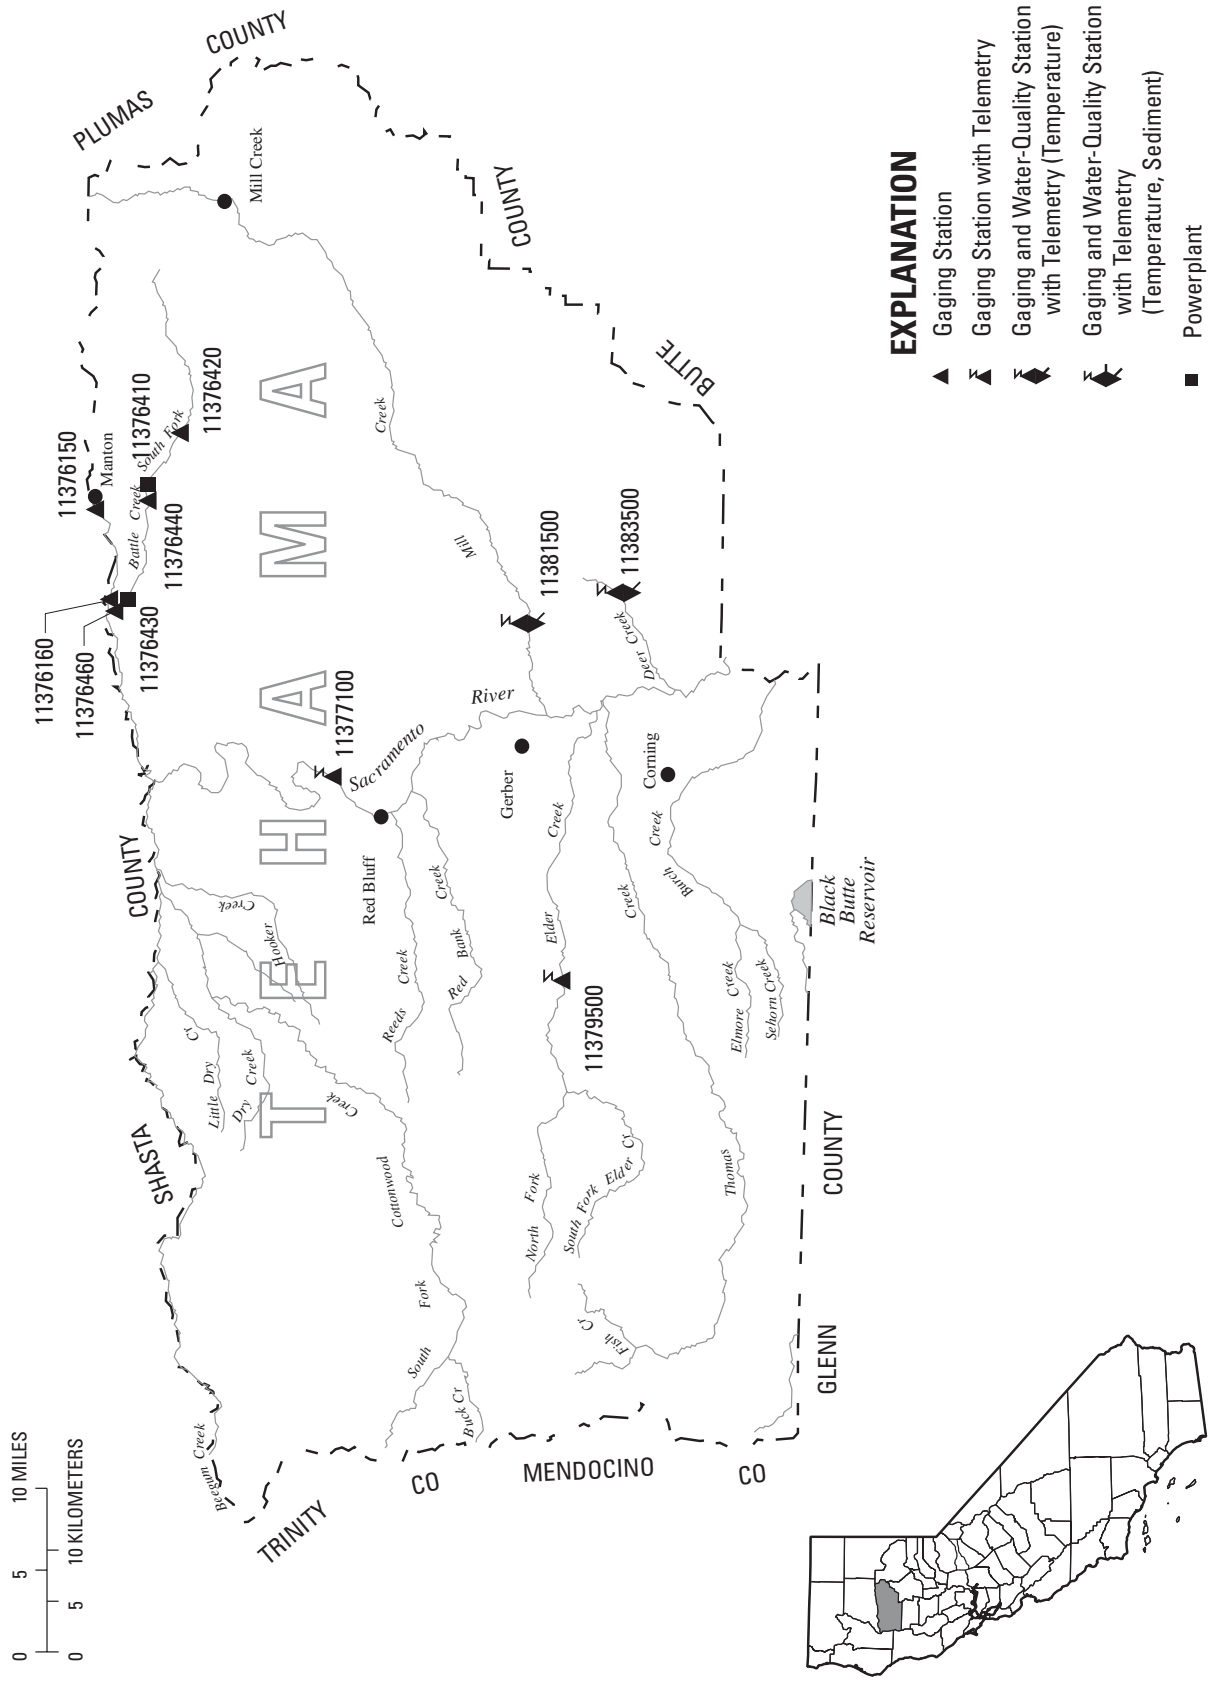 0 5 10 MILES
0 5 10 KILOMETERS
TRINITY
CO
MENDOCINO
CO
GLENN
COUNTY
SHASTA
COUNTY
PLUMAS
COUNTY
BUTTE
COUNTY
TEHAMA
Beegum Creek
Buck Cr
South
Fork
Cottonwood
Creek
Little Dry
Cr
Dry
Creek
Hooker
Creek
Reeds
Creek
Red
Bank
Creek
Red Bluff
Sacramento
River
Gerber
Corning
North
Fork
South Fork
Elder Cr
Elder
Creek
Fish
Cr
Thomas
Creek
Elmore Creek
Sehorn Creek
Burch
Creek
Black
Butte
Reservoir
Deer Creek
Mill
Creek
Mill Creek
Manton
Battle Creek
South Fork
11376150
11376410
11376420
11376440
11376430
11376160
11376460
11377100
11381500
11383500
11379500
EXPLANATION
Gaging Station
Gaging Station with Telemetry
Gaging and Water-Quality Station
with Telemetry (Temperature)
Gaging and Water-Quality Station
with Telemetry
(Temperature, Sediment)
Powerplant